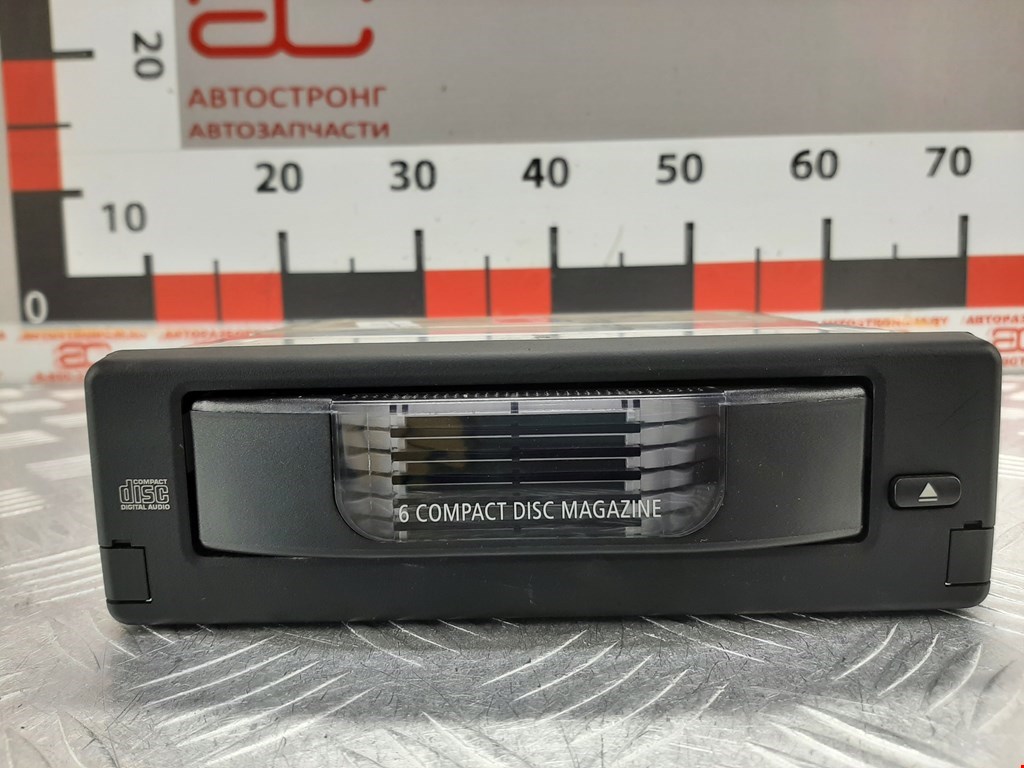 ac
АВТОСТРОНГ
АВТОЗАПЧАСТИ
20
0 10 20 30 40 50 60 70
COMPACT
disc
DIGITAL AUDIO
6 COMPACT DISC MAGAZINE